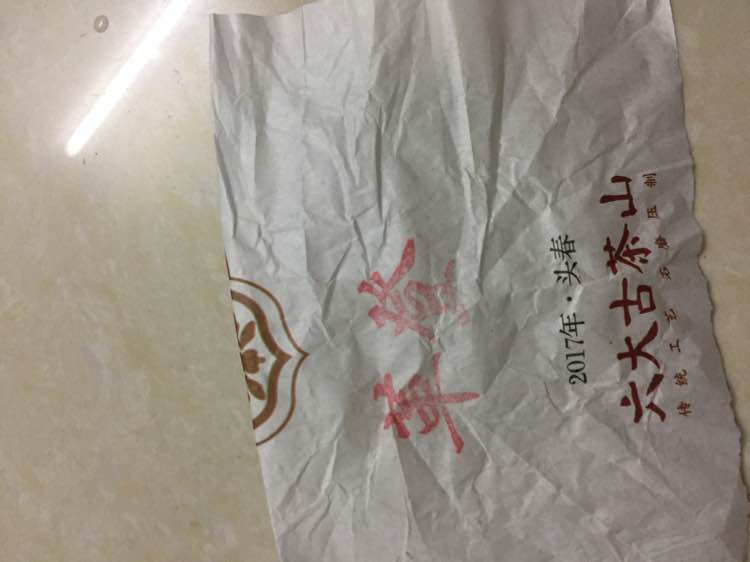 革登
2017年·头春
六大古茶山
传统工艺石磨压制